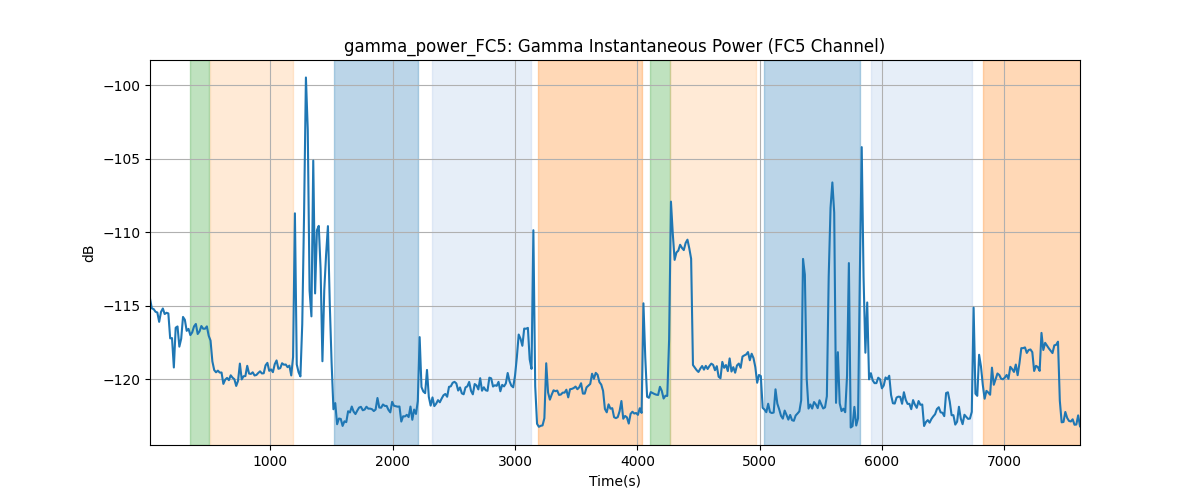 gamma_power_FC5: Gamma Instantaneous Power (FC5 Channel)
−100
−105
−110
−115
−120
dB
1000 2000 3000 4000 5000 6000 7000
Time(s)